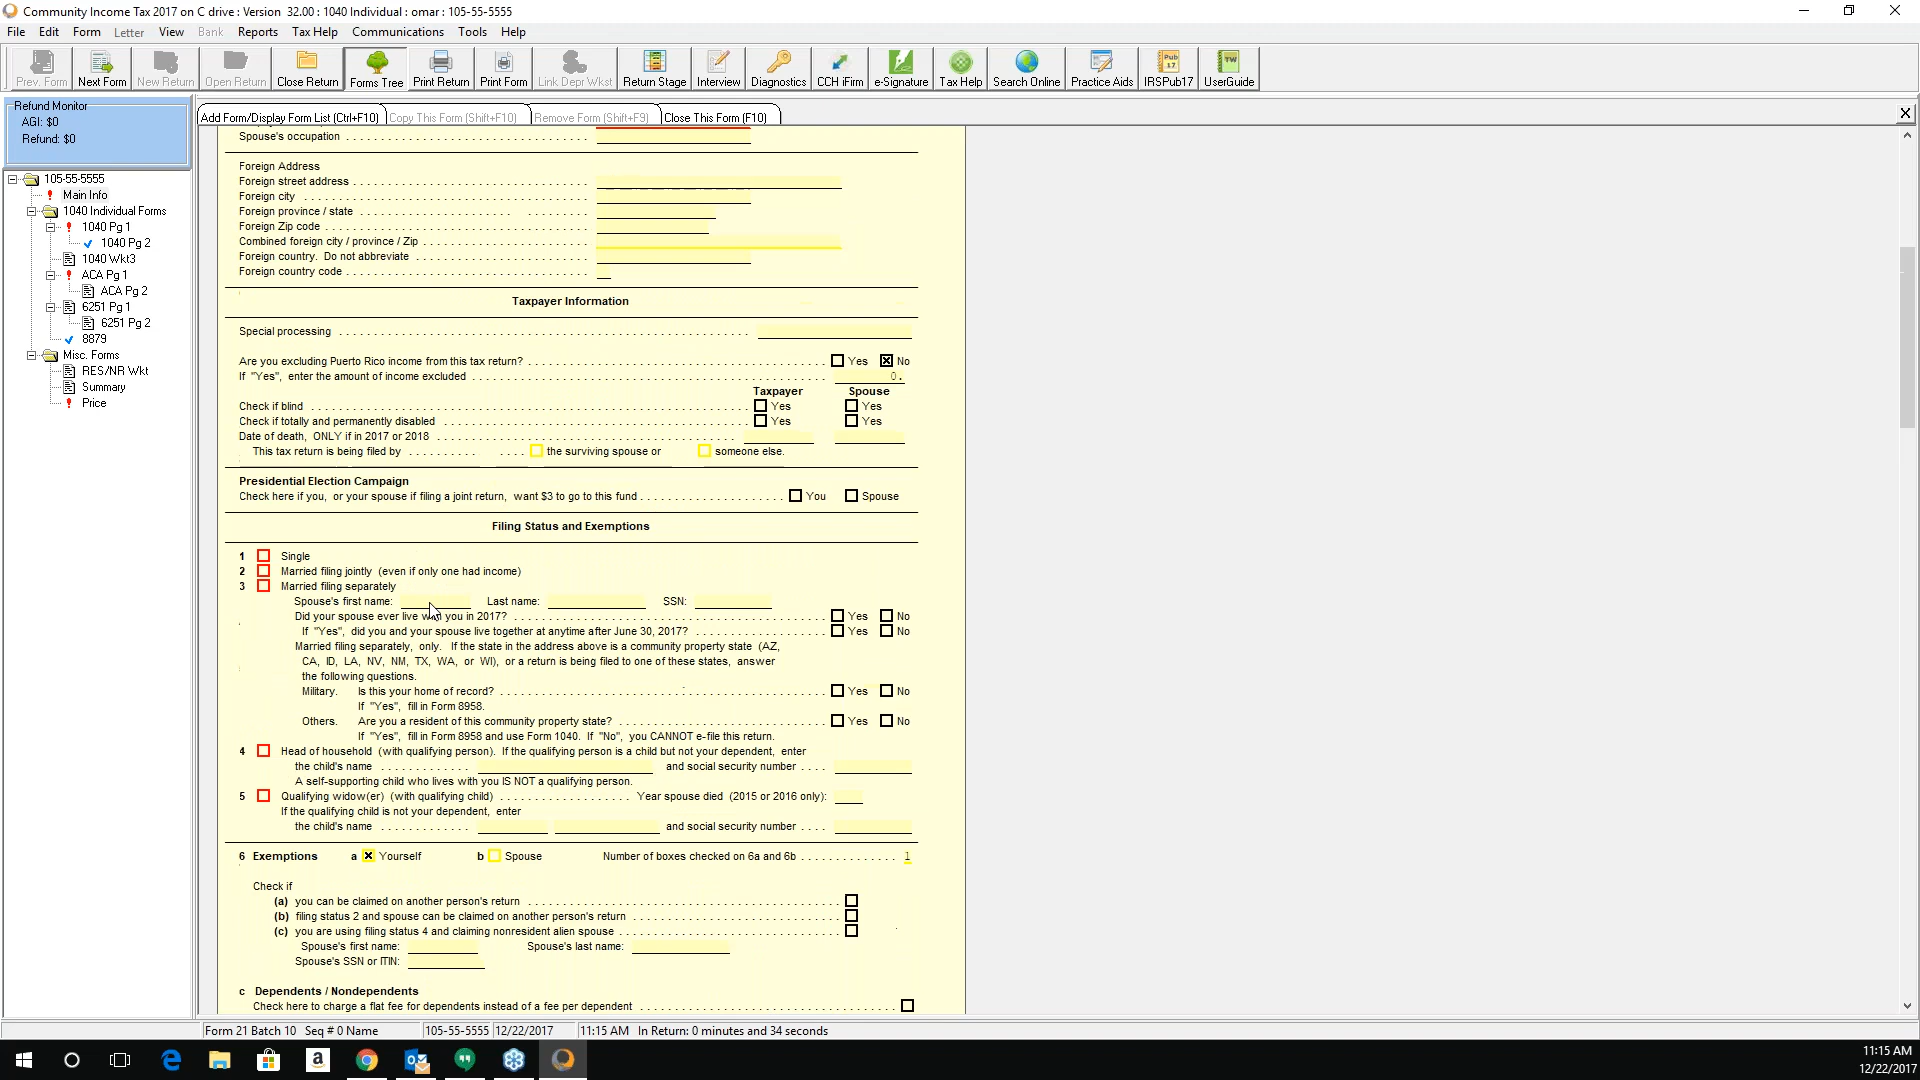 Community Income Tax 2017 on C drive : Version 32.00 : 1040 Individual : omar : 105-55-5555
File Edit Form Letter View Bank Reports Tax Help Communications Tools Help
Prev. Form Next Form New Return Open Return Close Return Forms Tree Print Return Print Form Link Depr Wkst Return Stage Interview Diagnostics CCH iFirm e-Signature Tax Help Search Online Practice Aids IRSPub17 UserGuide
Refund Monitor
AGI: $0
Refund: $0
Add Form/Display Form List (Ctrl+F10) Copy This Form (Shift+F10) Remove Form (Shift+F9) Close This Form (F10)
105-55-5555
Main Info
1040 Individual Forms
1040 Pg 1
1040 Pg 2
1040 Wkt3
ACA Pg 1
ACA Pg 2
6251 Pg 1
6251 Pg 2
8879
Misc. Forms
RES/NR Wkt
Summary
Price
Spouse's occupation
Foreign Address
Foreign street address
Foreign city
Foreign province / state
Foreign Zip code
Combined foreign city / province / Zip
Foreign country. Do not abbreviate
Foreign country code
Taxpayer Information
Special processing
Are you excluding Puerto Rico income from this tax return? Yes No
If "Yes", enter the amount of income excluded 0.
Taxpayer Spouse
Check if blind Yes Yes
Check if totally and permanently disabled Yes Yes
Date of death, ONLY if in 2017 or 2018
This tax return is being filed by the surviving spouse or someone else.
Presidential Election Campaign
Check here if you, or your spouse if filing a joint return, want $3 to go to this fund You Spouse
Filing Status and Exemptions
1 Single
2 Married filing jointly (even if only one had income)
3 Married filing separately
Spouse's first name: Last name: SSN:
Did your spouse ever live with you in 2017? Yes No
If "Yes", did you and your spouse live together at anytime after June 30, 2017? Yes No
Married filing separately, only. If the state in the address above is a community property state (AZ,
CA, ID, LA, NV, NM, TX, WA, or WI), or a return is being filed to one of these states, answer
the following questions.
Military. Is this your home of record? Yes No
If "Yes", fill in Form 8958.
Others. Are you a resident of this community property state? Yes No
If "Yes", fill in Form 8958 and use Form 1040. If "No", you CANNOT e-file this return.
4 Head of household (with qualifying person). If the qualifying person is a child but not your dependent, enter
the child's name and social security number
A self-supporting child who lives with you IS NOT a qualifying person.
5 Qualifying widow(er) (with qualifying child) Year spouse died (2015 or 2016 only):
If the qualifying child is not your dependent, enter
the child's name and social security number
6 Exemptions a Yourself b Spouse Number of boxes checked on 6a and 6b 1
Check if
(a) you can be claimed on another person's return
(b) filing status 2 and spouse can be claimed on another person's return
(c) you are using filing status 4 and claiming nonresident alien spouse
Spouse's first name: Spouse's last name:
Spouse's SSN or ITIN:
c Dependents / Nondependents
Check here to charge a flat fee for dependents instead of a fee per dependent
Form 21 Batch 10 Seq # 0 Name 105-55-5555 12/22/2017 11:15 AM In Return: 0 minutes and 34 seconds
11:15 AM
12/22/2017